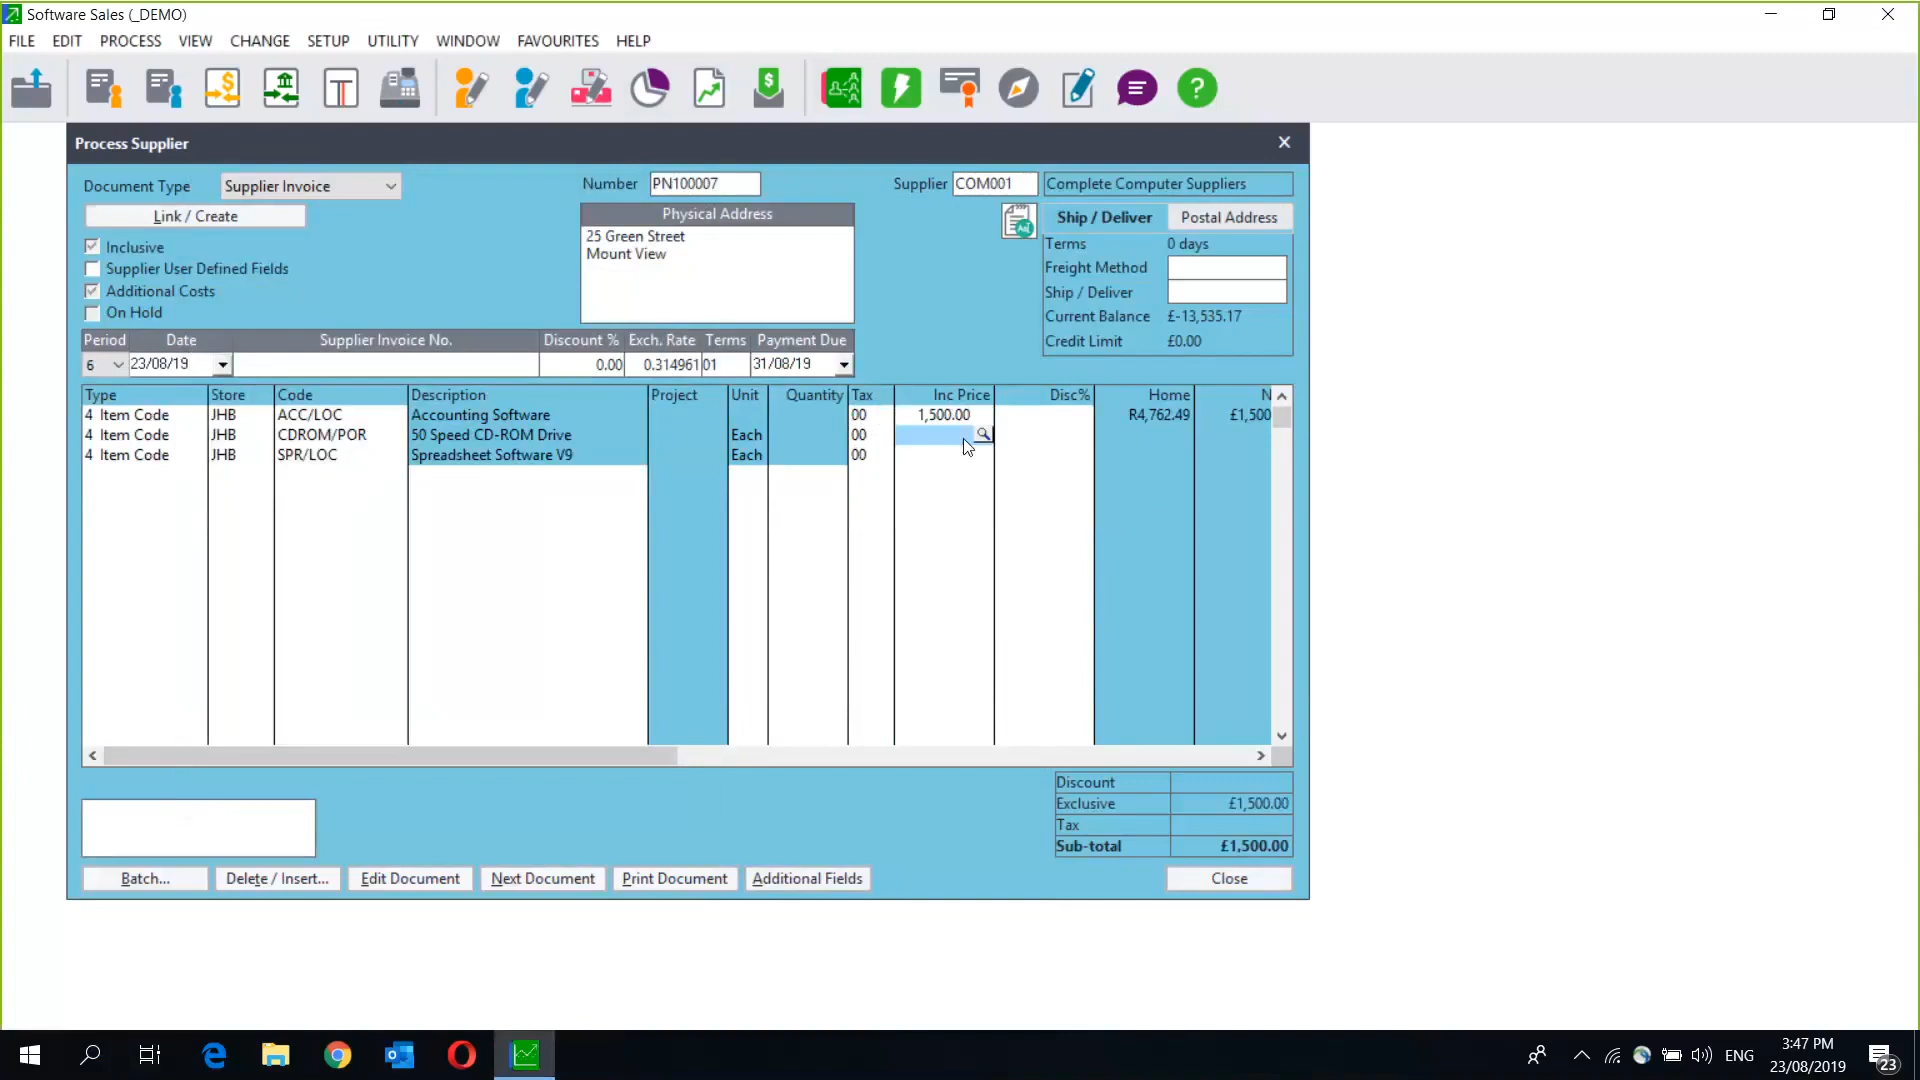 Software Sales (_DEMO)
FILE EDIT PROCESS VIEW CHANGE SETUP UTILITY WINDOW FAVOURITES HELP
Process Supplier
Document Type Supplier Invoice Number PN100007 Supplier COM001 Complete Computer Suppliers
Link / Create Physical Address Ship / Deliver Postal Address
25 Green Street
Mount View
Inclusive
Supplier User Defined Fields
Additional Costs
On Hold
Terms 0 days
Freight Method
Ship / Deliver
Current Balance £-13,535.17
Credit Limit £0.00
Period Date Supplier Invoice No. Discount % Exch. Rate Terms Payment Due
6 23/08/19 0.00 0.314961 01 31/08/19
Type Store Code Description Project Unit Quantity Tax Inc Price Disc% Home N
4 Item Code JHB ACC/LOC Accounting Software 00 1,500.00 R4,762.49 £1,500
4 Item Code JHB CDROM/POR 50 Speed CD-ROM Drive Each 00
4 Item Code JHB SPR/LOC Spreadsheet Software V9 Each 00
Discount
Exclusive £1,500.00
Tax
Sub-total £1,500.00
Batch... Delete / Insert... Edit Document Next Document Print Document Additional Fields Close
ENG 3:47 PM
23/08/2019 23